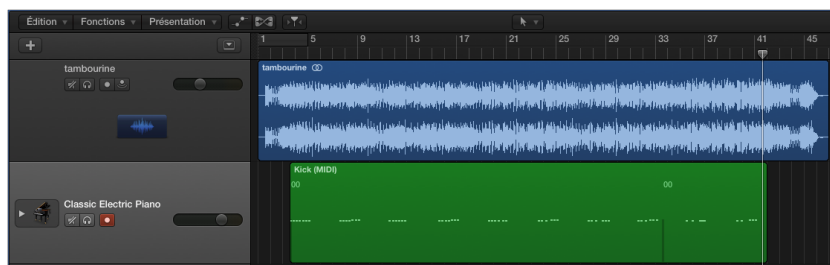 Édition Fonctions Présentation
1 5 9 13 17 21 25 29 33 37 41 45
tambourine
tambourine
Kick (MIDI)
00 00
Classic Electric Piano